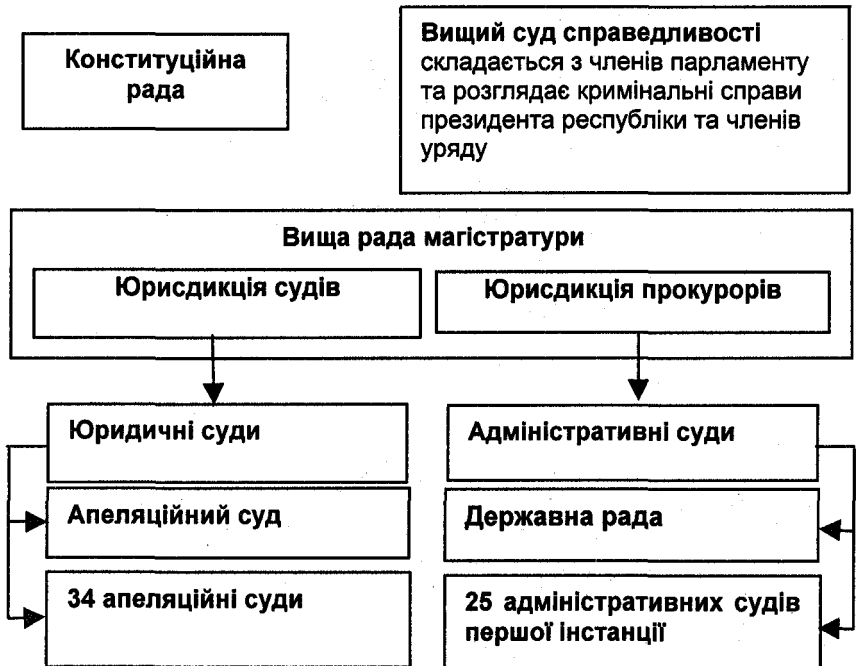 Конституційна
рада
Вищий суд справедливості
складається з членів парламенту
та розглядає кримінальні справи
президента республіки та членів
уряду
Вища рада магістратури
Юрисдикція судів
Юрисдикція прокурорів
Юридичні суди
Адміністративні суди
Апеляційний суд
Державна рада
34 апеляційні суди
25 адміністративних судів
першої інстанції